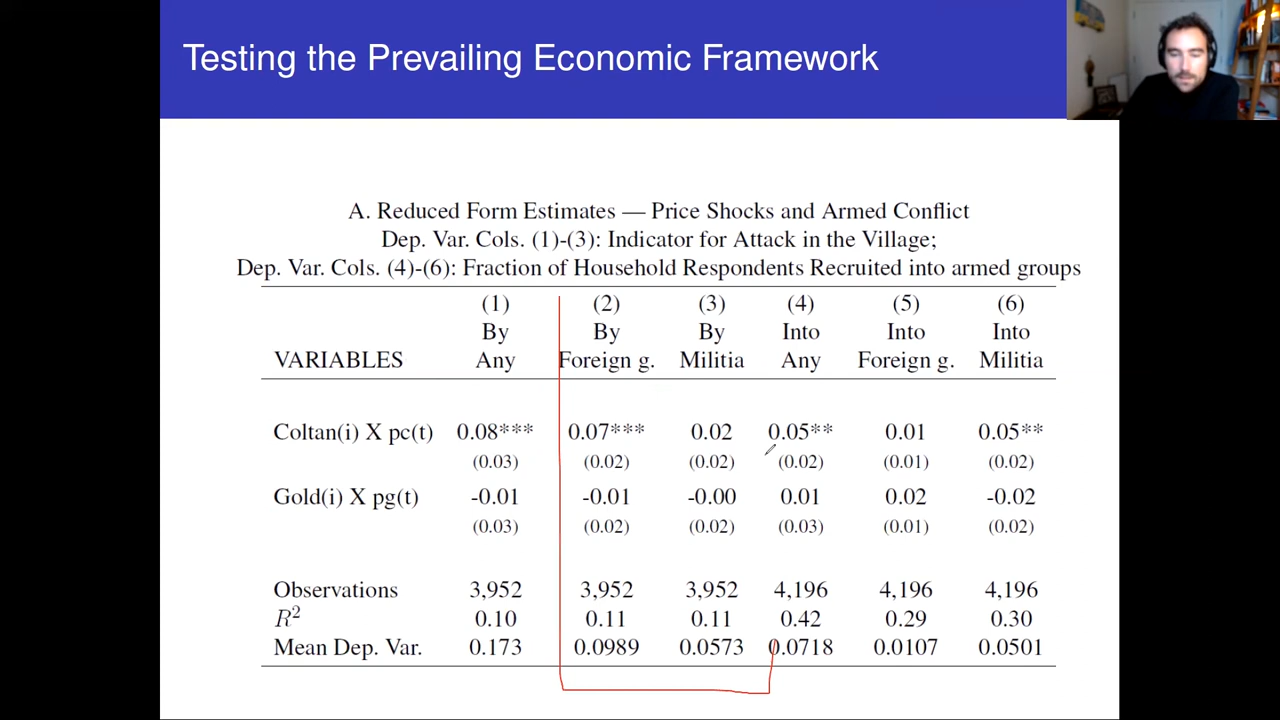 Testing the Prevailing Economic Framework
A. Reduced Form Estimates — Price Shocks and Armed Conflict
Dep. Var. Cols. (1)-(3): Indicator for Attack in the Village;
Dep. Var. Cols. (4)-(6): Fraction of Household Respondents Recruited into armed groups
(1) (2) (3) (4) (5) (6)
By By By Into Into Into
VARIABLES Any Foreign g. Militia Any Foreign g. Militia
Coltan(i) X pc(t) 0.08*** 0.07*** 0.02 0.05** 0.01 0.05**
(0.03) (0.02) (0.02) (0.02) (0.01) (0.02)
Gold(i) X pg(t) -0.01 -0.01 -0.00 0.01 0.02 -0.02
(0.03) (0.02) (0.02) (0.03) (0.01) (0.02)
Observations 3,952 3,952 3,952 4,196 4,196 4,196
R² 0.10 0.11 0.11 0.42 0.29 0.30
Mean Dep. Var. 0.173 0.0989 0.0573 0.0718 0.0107 0.0501